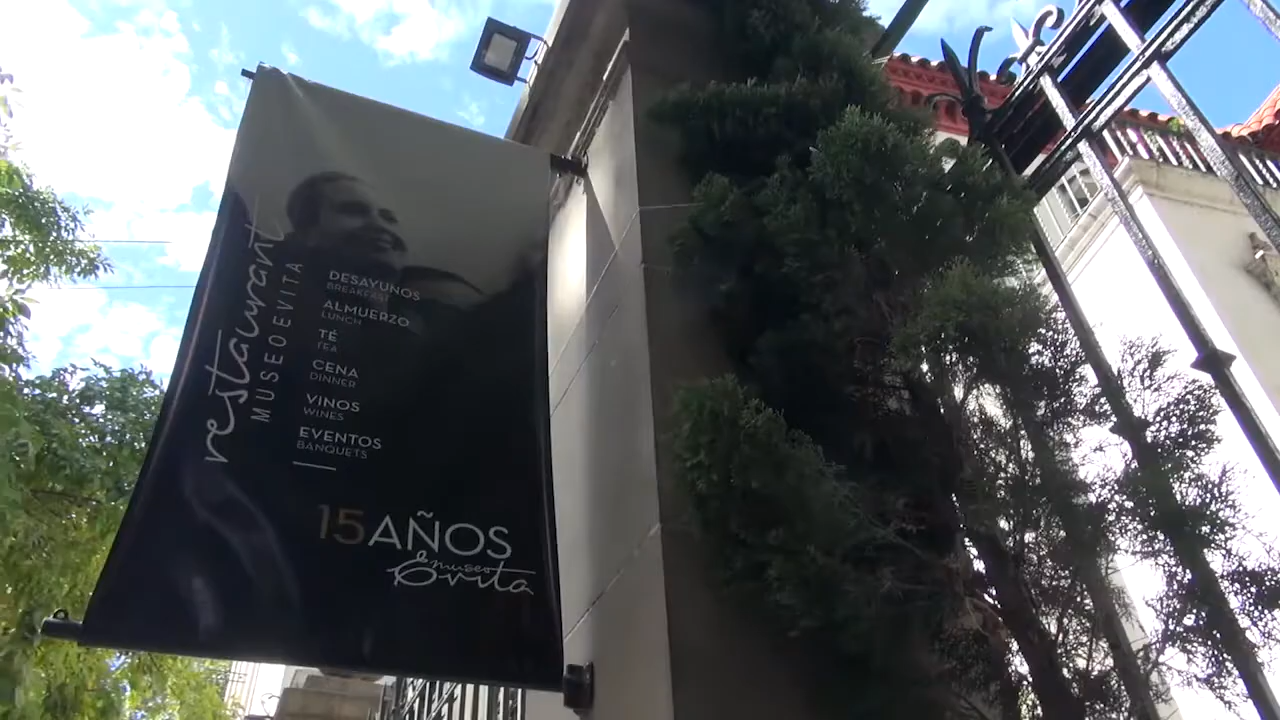 restaurant
MUSEOEVITA
DESAYUNOS
BREAKFAST
ALMUERZO
LUNCH
TÉ
TEA
CENA
DINNER
VINOS
WINES
EVENTOS
BANQUETS
15AÑOS
museo
Evita